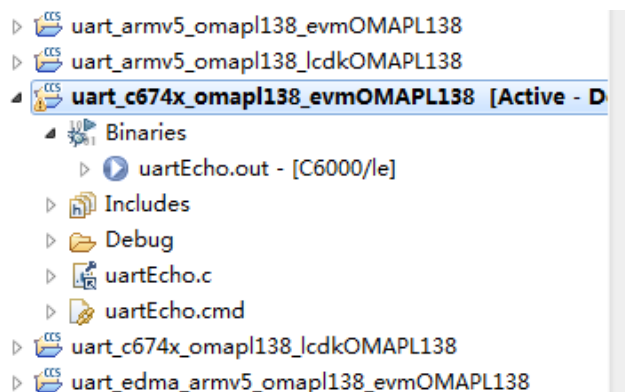 uart_armv5_omapl138_evmOMAPL138
uart_armv5_omapl138_lcdkOMAPL138
uart_c674x_omapl138_evmOMAPL138 [Active - D
Binaries
uartEcho.out - [C6000/le]
Includes
Debug
uartEcho.c
uartEcho.cmd
uart_c674x_omapl138_lcdkOMAPL138
uart_edma_armv5_omapl138_evmOMAPL138